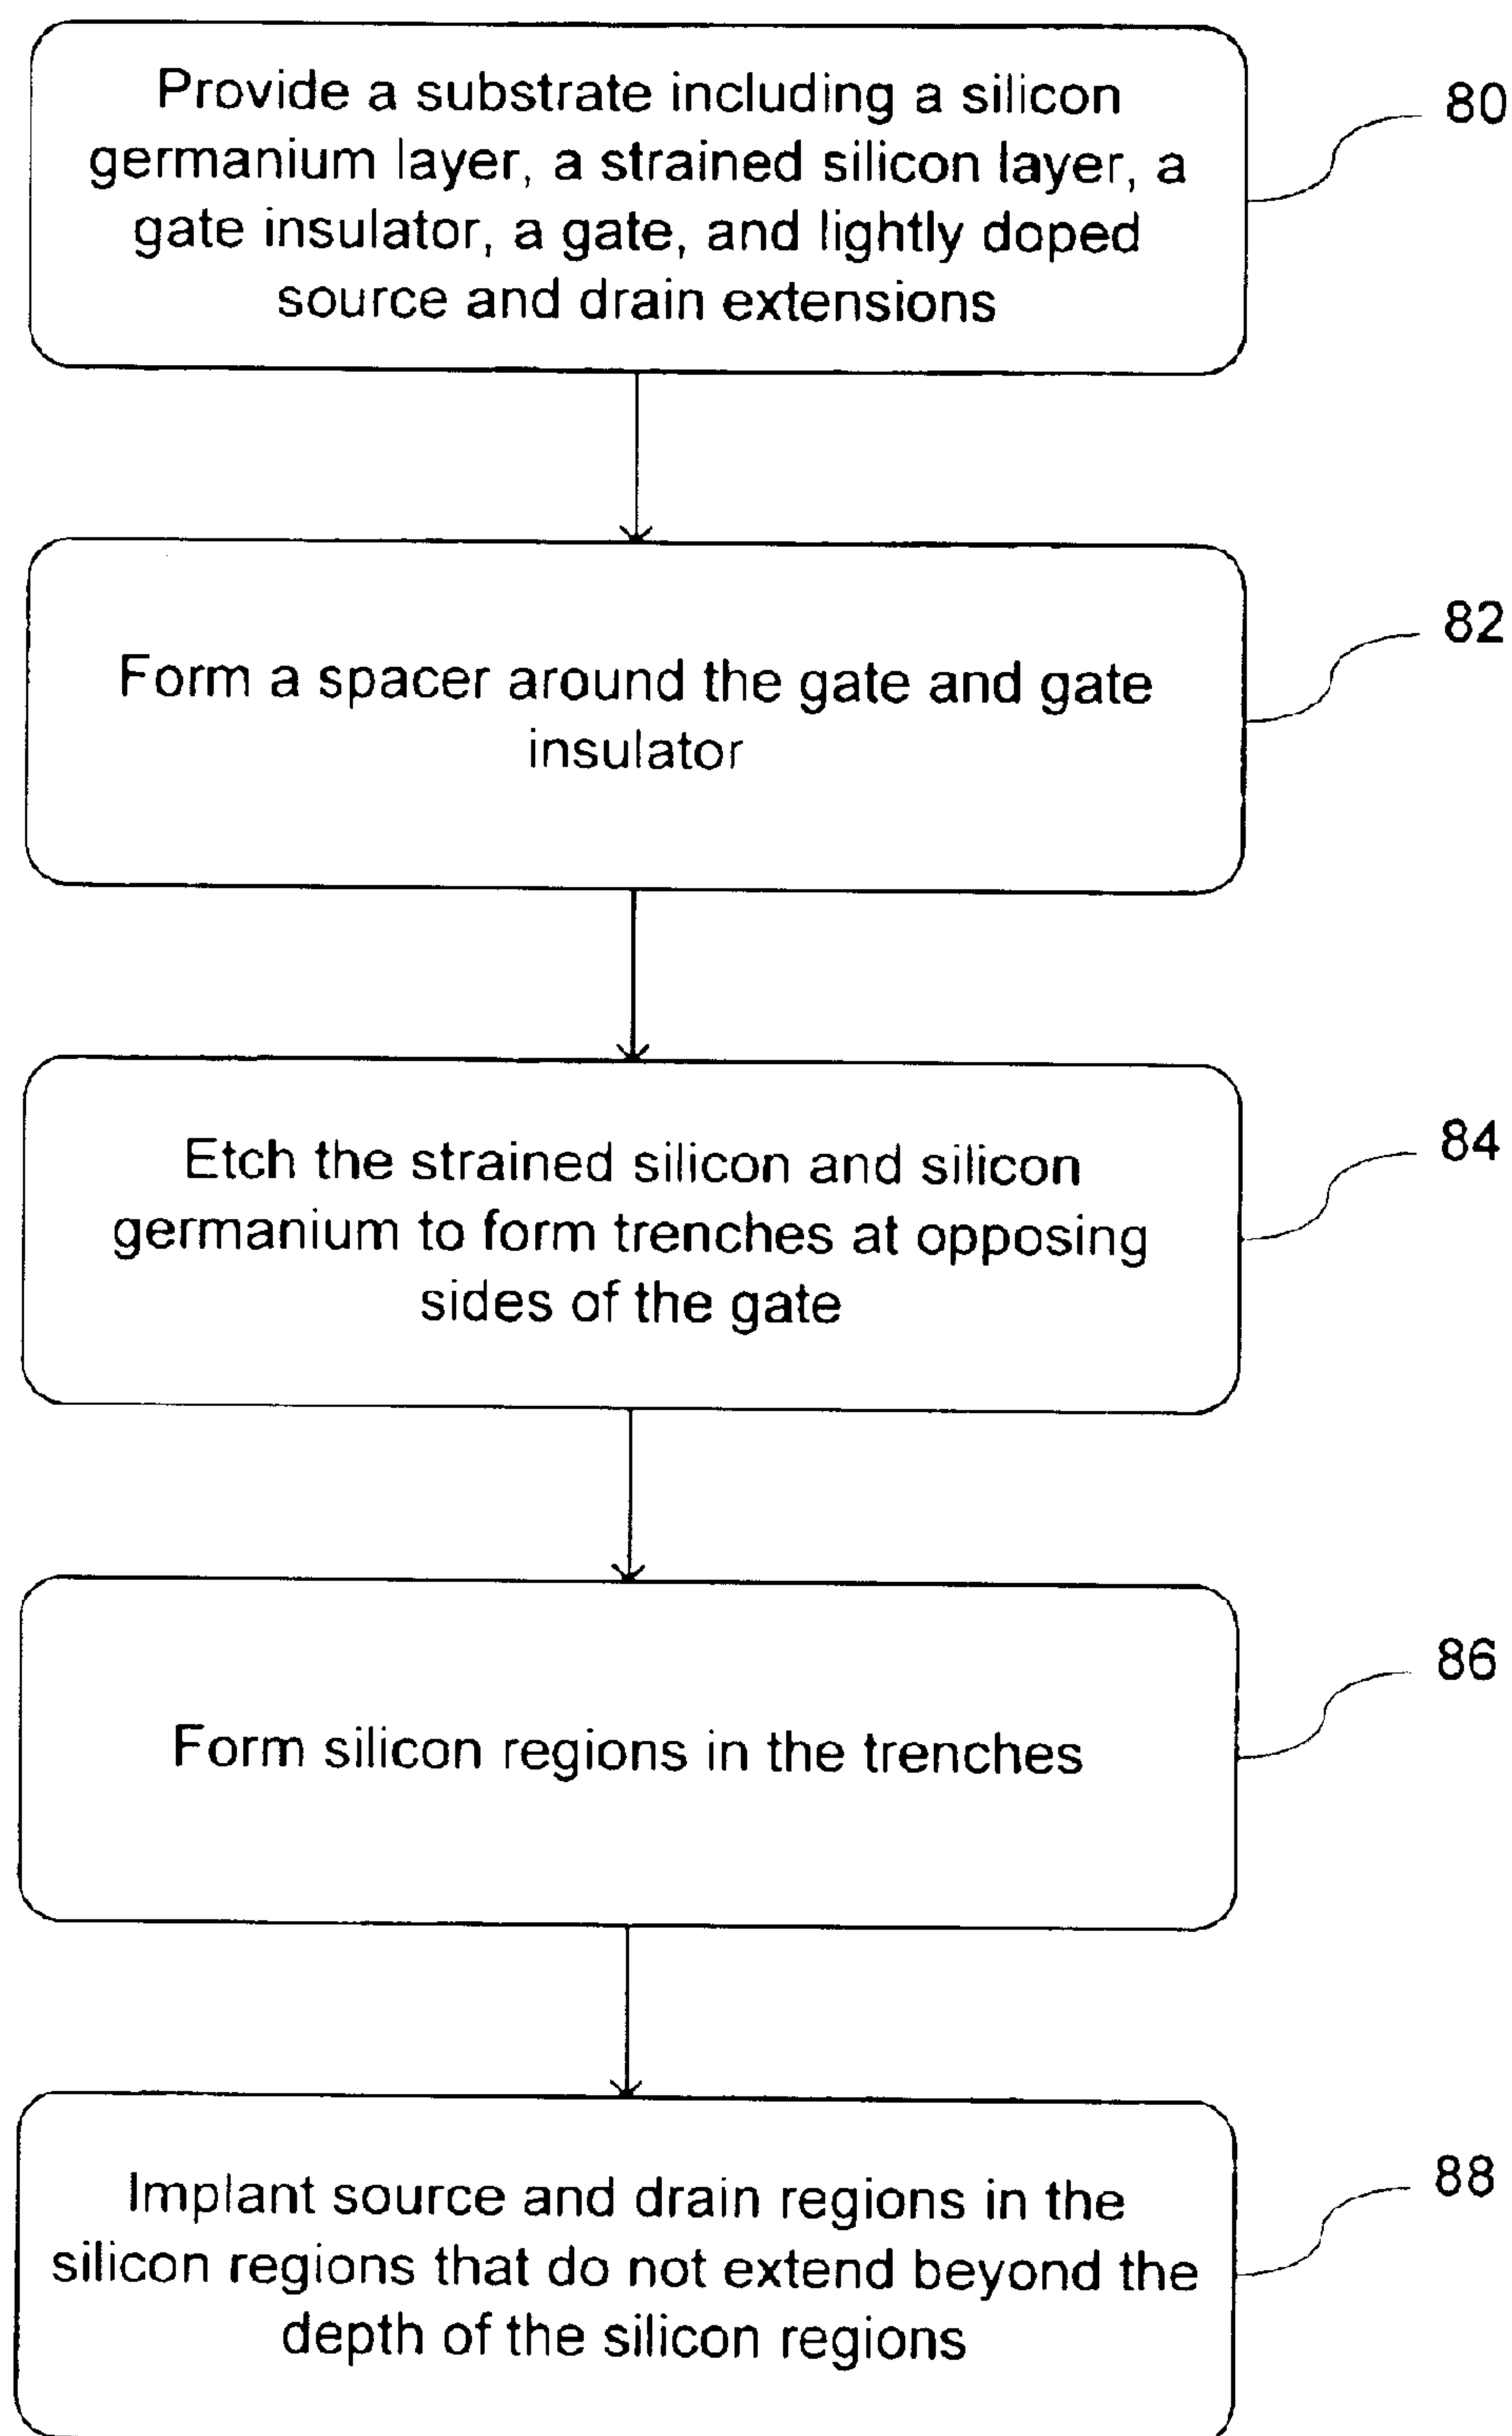 Provide a substrate including a silicon
germanium layer, a strained silicon layer, a
gate insulator, a gate, and lightly doped
source and drain extensions
80
Form a spacer around the gate and gate
insulator
82
Etch the strained silicon and silicon
germanium to form trenches at opposing
sides of the gate
84
Form silicon regions in the trenches
86
Implant source and drain regions in the
silicon regions that do not extend beyond the
depth of the silicon regions
88